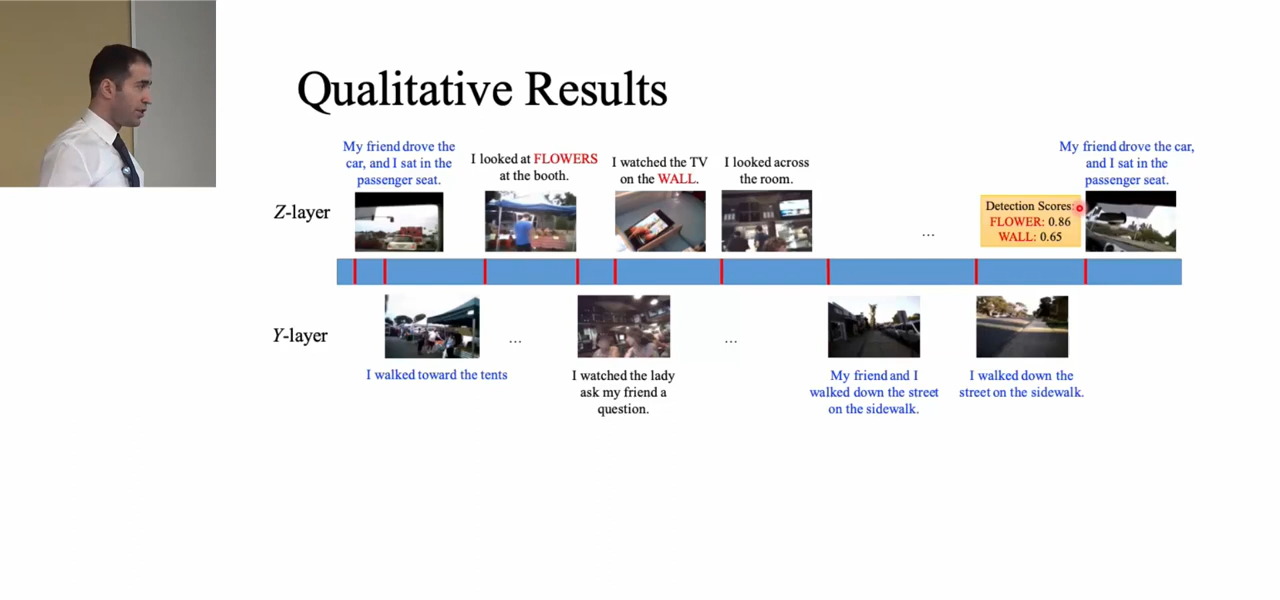 Qualitative Results
My friend drove the
car, and I sat in the
passenger seat.
I looked at FLOWERS
at the booth.
I watched the TV
on the WALL.
I looked across
the room.
My friend drove the car,
and I sat in the
passenger seat.
Z-layer
...
Detection Scores:
FLOWER: 0.86
WALL: 0.65
Y-layer
...
...
I walked toward the tents
I watched the lady
ask my friend a
question.
My friend and I
walked down the street
on the sidewalk.
I walked down the
street on the sidewalk.